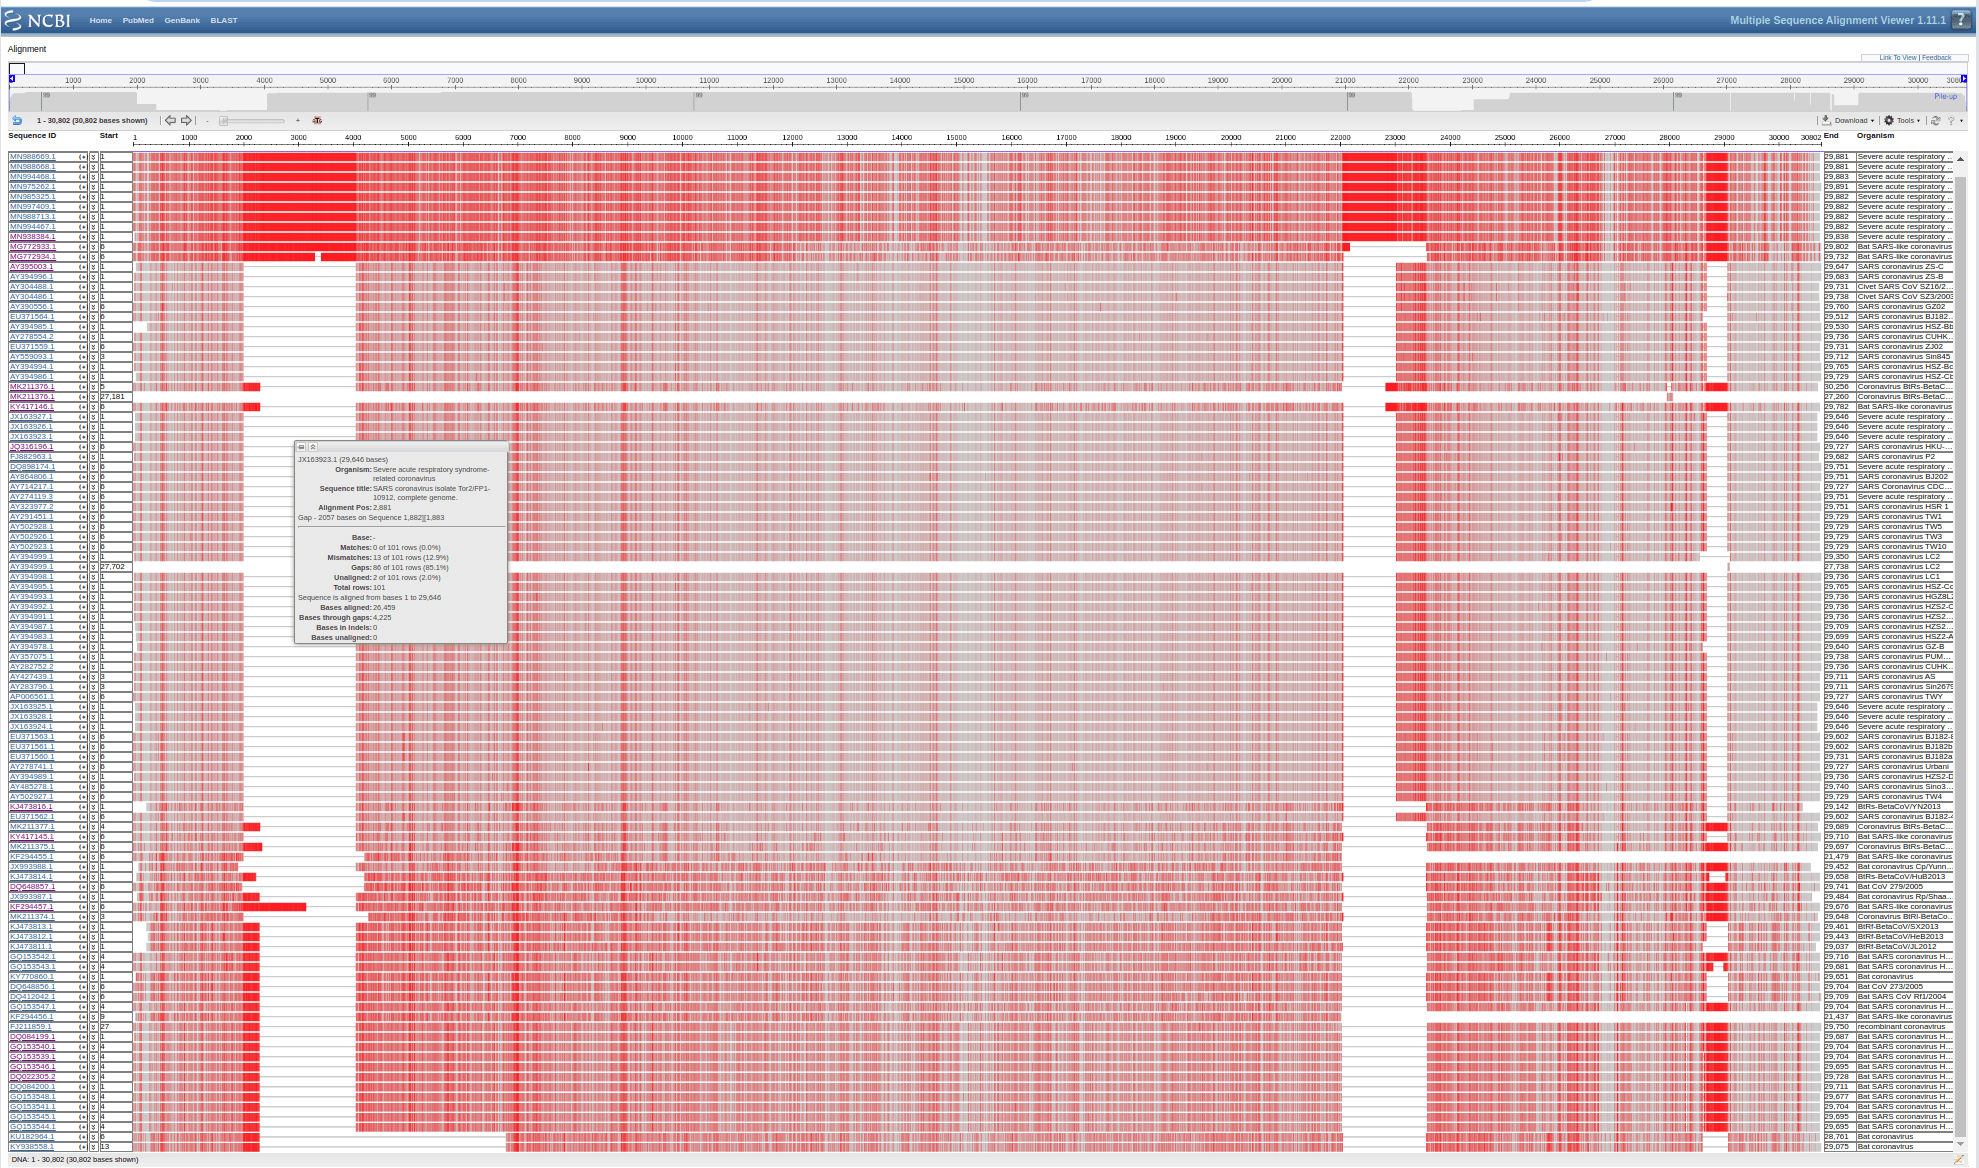 NCBI Home PubMed GenBank BLAST Multiple Sequence Alignment Viewer 1.11.1 ?
Alignment
Link To View | Feedback
1000 2000 3000 4000 5000 6000 7000 8000 9000 10000 11000 12000 13000 14000 15000 16000 17000 18000 19000 20000 21000 22000 23000 24000 25000 26000 27000 28000 29000 30000
Pile-up
1 - 30,802 (30,802 bases shown) Download Tools ?
Sequence ID Start 1 1000 2000 3000 4000 5000 6000 7000 8000 9000 10000 11000 12000 13000 14000 15000 16000 17000 18000 19000 20000 21000 22000 23000 24000 25000 26000 27000 28000 29000 30000 30802 End Organism
MN988669.1 1 29,881 Severe acute respiratory ...
MN988668.1 1 29,881 Severe acute respiratory ...
MN994468.1 1 29,883 Severe acute respiratory ...
MN975262.1 1 29,891 Severe acute respiratory ...
MN985325.1 1 29,882 Severe acute respiratory ...
MN997409.1 1 29,882 Severe acute respiratory ...
MN988713.1 1 29,882 Severe acute respiratory ...
MN994467.1 1 29,882 Severe acute respiratory ...
MN938384.1 1 29,838 Severe acute respiratory ...
MG772933.1 6 29,802 Bat SARS-like coronavirus
MG772934.1 6 29,732 Bat SARS-like coronavirus
AY395003.1 1 29,647 SARS coronavirus ZS-C
AY394996.1 1 29,683 SARS coronavirus ZS-B
AY304488.1 1 29,731 Civet SARS CoV SZ16/2...
AY304486.1 1 29,738 Civet SARS CoV SZ3/2003
AY390556.1 6 29,760 SARS coronavirus GZ02
EU371564.1 6 29,512 SARS coronavirus BJ182...
AY394985.1 1 29,530 SARS coronavirus HSZ-Bb
AY278554.2 1 29,736 SARS coronavirus CUHK...
EU371559.1 6 29,731 SARS coronavirus ZJ02
AY559093.1 3 29,712 SARS coronavirus Sin845
AY394994.1 1 29,765 SARS coronavirus HSZ-Bc
AY394986.1 1 29,729 SARS coronavirus HSZ-Cb
MK211376.1 5 30,256 Coronavirus BtRs-BetaC...
MK211376.1 27,181 27,260 Coronavirus BtRs-BetaC...
KY417146.1 6 29,782 Bat SARS-like coronavirus
JX163927.1 1 29,646 Severe acute respiratory ...
JX163926.1 1 29,646 Severe acute respiratory ...
JX163923.1 1 29,646 Severe acute respiratory ...
JQ316196.1 6 29,727 SARS coronavirus HKU-...
FJ882963.1 1 29,682 SARS coronavirus P2
DQ898174.1 6 29,751 Severe acute respiratory ...
AY864806.1 6 29,751 SARS coronavirus BJ202
AY714217.1 6 29,727 SARS Coronavirus CDC...
AY274119.3 6 29,751 Severe acute respiratory ...
AY323977.2 6 29,751 SARS coronavirus HSR 1
AY291451.1 6 29,729 SARS coronavirus TW1
AY502928.1 6 29,729 SARS coronavirus TW5
AY502926.1 6 29,729 SARS coronavirus TW3
AY502923.1 6 29,729 SARS coronavirus TW10
AY394999.1 1 29,350 SARS coronavirus LC2
AY394999.1 27,702 27,738 SARS coronavirus LC2
AY394998.1 1 29,736 SARS coronavirus LC1
AY394995.1 1 29,765 SARS coronavirus HSZ-Cc
AY394993.1 1 29,736 SARS coronavirus HGZ8L2
AY394992.1 1 29,736 SARS coronavirus HZS2-C
AY394991.1 1 29,736 SARS coronavirus HZS2...
AY394987.1 1 29,709 SARS coronavirus HZS2...
AY394983.1 1 29,699 SARS coronavirus HSZ2-A
AY394978.1 1 29,640 SARS coronavirus GZ-B
AY357075.1 1 29,738 SARS coronavirus PUM...
AY282752.2 1 29,736 SARS coronavirus CUHK...
AY427439.1 3 29,711 SARS coronavirus AS
AY283796.1 3 29,711 SARS coronavirus Sin2679
AP006561.1 6 29,727 SARS coronavirus TWY
JX163925.1 1 29,646 Severe acute respiratory ...
JX163928.1 1 29,646 Severe acute respiratory ...
JX163924.1 1 29,646 Severe acute respiratory ...
EU371563.1 6 29,602 SARS coronavirus BJ182-8
EU371561.1 6 29,602 SARS coronavirus BJ182b
EU371560.1 6 29,731 SARS coronavirus BJ182a
AY278741.1 6 29,727 SARS coronavirus Urbani
AY394989.1 1 29,736 SARS coronavirus HZS2-D
AY485278.1 6 29,740 SARS coronavirus Sino3...
AY502927.1 6 29,729 SARS coronavirus TW4
KJ473816.1 1 29,142 BtRs-BetaCoV/YN2013
EU371562.1 6 29,602 SARS coronavirus BJ182-4
MK211377.1 4 29,689 Coronavirus BtRs-BetaC...
KY417145.1 6 29,710 Bat SARS-like coronavirus
MK211375.1 6 29,697 Coronavirus BtRs-BetaC...
KF294455.1 6 21,479 Bat SARS-like coronavirus
JX993988.1 1 29,452 Bat coronavirus Cp/Yunn...
KJ473814.1 1 29,658 BtRs-BetaCoV/HuB2013
DQ648857.1 6 29,741 Bat CoV 279/2005
JX993987.1 1 29,484 Bat coronavirus Rp/Shaa...
KF294457.1 6 29,676 Bat SARS-like coronavirus
MK211374.1 3 29,648 Coronavirus BtRl-BetaCo...
KJ473813.1 1 29,461 BtRf-BetaCoV/SX2013
KJ473812.1 1 29,443 BtRf-BetaCoV/HeB2013
KJ473811.1 1 29,037 BtRf-BetaCoV/JL2012
GQ153542.1 4 29,716 Bat SARS coronavirus H...
GQ153543.1 4 29,681 Bat SARS coronavirus H...
KY770860.1 1 29,651 Bat coronavirus
DQ648856.1 6 29,704 Bat CoV 273/2005
DQ412042.1 6 29,709 Bat SARS CoV Rf1/2004
GQ153547.1 4 29,704 Bat SARS coronavirus H...
KF294456.1 9 21,437 Bat SARS-like coronavirus
FJ211859.1 27 29,750 recombinant coronavirus
DQ084199.1 1 29,687 Bat SARS coronavirus H...
GQ153540.1 4 29,704 Bat SARS coronavirus H...
GQ153539.1 4 29,704 Bat SARS coronavirus H...
GQ153546.1 4 29,695 Bat SARS coronavirus H...
DQ022305.2 4 29,728 Bat SARS coronavirus H...
DQ084200.1 1 29,711 Bat SARS coronavirus H...
GQ153548.1 4 29,677 Bat SARS coronavirus H...
GQ153541.1 4 29,704 Bat SARS coronavirus H...
GQ153545.1 4 29,695 Bat SARS coronavirus H...
GQ153544.1 4 29,695 Bat SARS coronavirus H...
KU182964.1 6 28,761 Bat coronavirus
KY938558.1 13 29,075 Bat coronavirus
JX163923.1 (29,646 bases)
Organism: Severe acute respiratory syndrome-
related coronavirus
Sequence title: SARS coronavirus isolate Tor2/FP1-
10912, complete genome.
Alignment Pos: 2,881
Gap - 2057 bases on Sequence 1,882][1,883
Base: -
Matches: 0 of 101 rows (0.0%)
Mismatches: 13 of 101 rows (12.9%)
Gaps: 86 of 101 rows (85.1%)
Unaligned: 2 of 101 rows (2.0%)
Total rows: 101
Sequence is aligned from bases 1 to 29,646
Bases aligned: 26,459
Bases through gaps: 4,225
Bases in indels: 0
Bases unaligned: 0
DNA: 1 - 30,802 (30,802 bases shown)